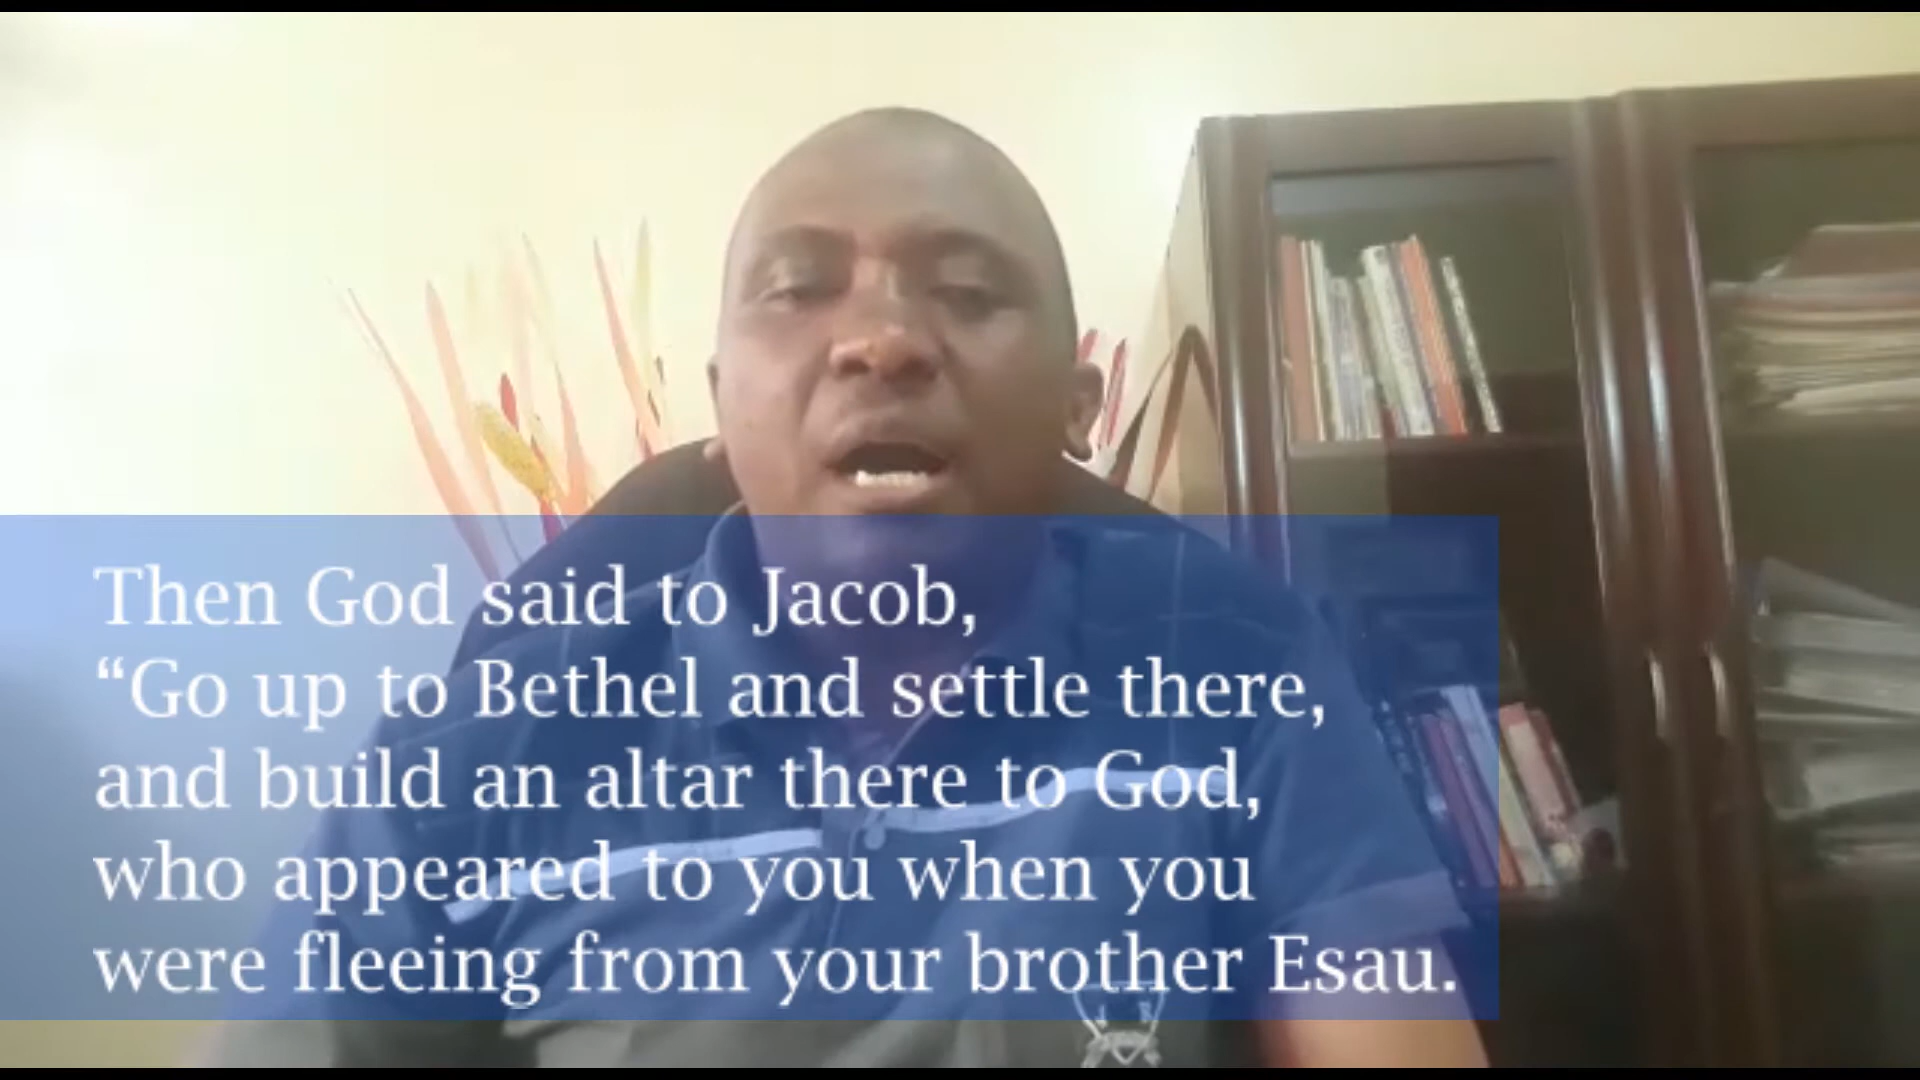 Then God said to Jacob,
“Go up to Bethel and settle there,
and build an altar there to God,
who appeared to you when you
were fleeing from your brother Esau.
J R